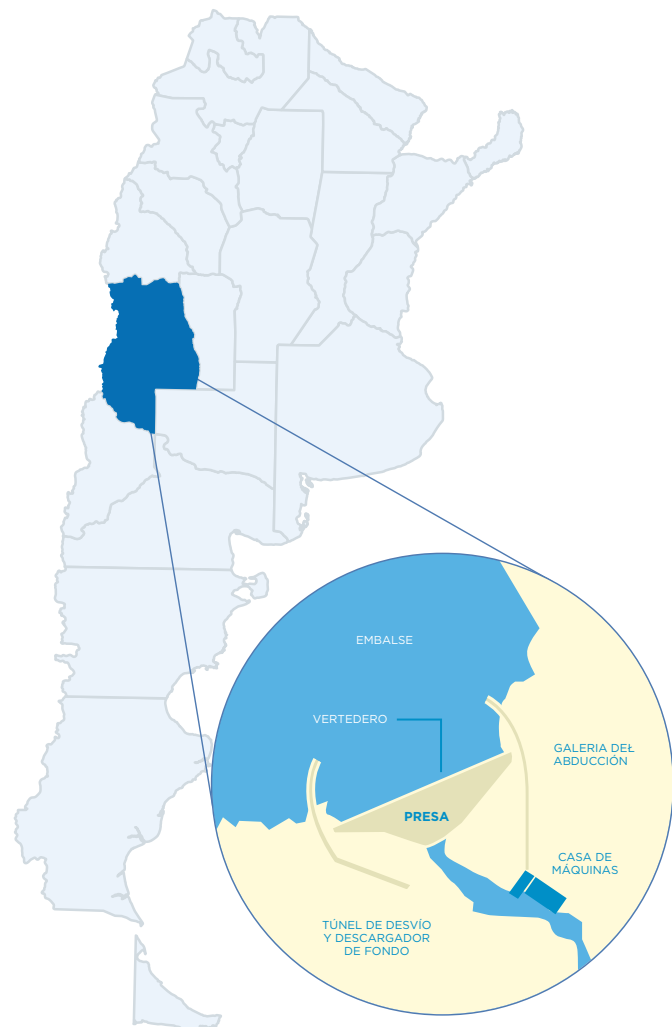 EMBALSE
VERTEDERO
GALERIA DEŁ
ABDUCCIÓN
PRESA
CASA DE
MÁQUINAS
TÚNEL DE DESVÍO
Y DESCARGADOR
DE FONDO